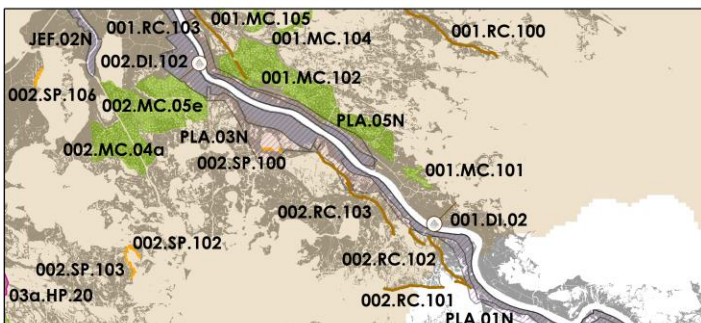 001.MC.105
JEF.02N
001.RC.103
001.MC.104
001.RC.100
002.DI.102
001.MC.102
002.SP.106
002.MC.05e
PLA.03N
PLA.05N
002.MC.04a
002.SP.100
001.MC.101
002.RC.103
001.DI.02
002.SP.102
002.RC.102
002.SP.103
03a.HP.20
002.RC.101
PLA.01N